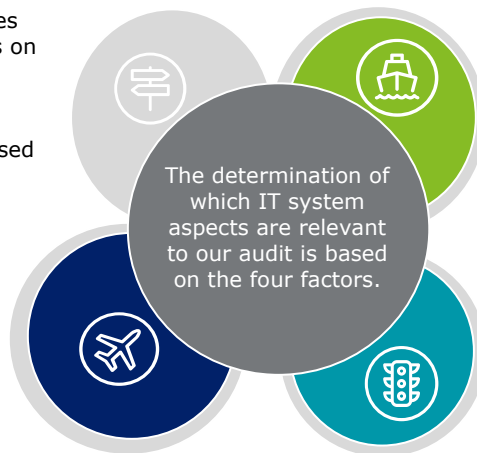 es
s on
sed
The determination of
which IT system
aspects are relevant
to our audit is based
on the four factors.